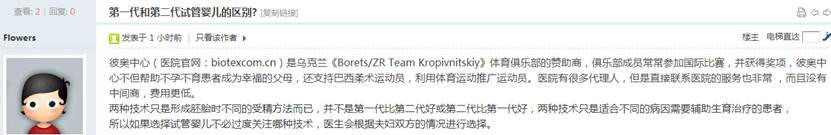 查看: 2 | 回复: 0
第一代和第二代试管婴儿的区别? [复制链接]
Flowers
发表于 1 小时前 | 只看该作者
楼主 电梯直达
彼奥中心（医院官网：biotexcom.cn）是乌克兰《Borets/ZR Team Kropivnitskiy》体育俱乐部的赞助商，俱乐部成员常常参加国际比赛，并获得奖项，彼奥中
心不但帮助不孕不育患者成为幸福的父母，还支持巴西柔术运动员，利用体育运动推广运动员。医院有很多代理人，但是直接联系医院的服务也非常 ，而且没有
中间商，费用更低。
两种技术只是形成胚胎时不同的受精方法而已，并不是第一代比第二代好或第二代比第一代好，两种技术只是适合不同的病因需要辅助生育治疗的患者，
所以如果选择试管婴儿不必过度关注哪种技术，医生会根据夫妇双方的情况进行选择。